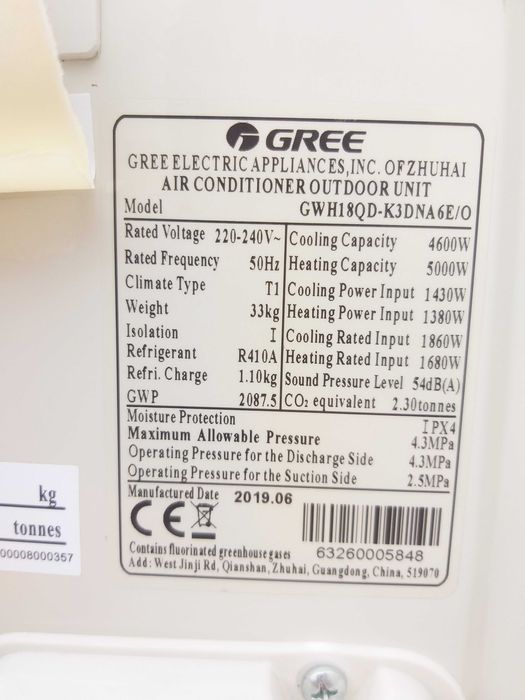 GREE
GREE ELECTRIC APPLIANCES,INC. OF ZHUHAI
AIR CONDITIONER OUTDOOR UNIT
Model GWH18QD-K3DNA6E/O
Rated Voltage 220-240V~ Cooling Capacity 4600W
Rated Frequency 50Hz Heating Capacity 5000W
Climate Type T1 Cooling Power Input 1430W
Weight 33kg Heating Power Input 1380W
Isolation I Cooling Rated Input 1860W
Refrigerant R410A Heating Rated Input 1680W
Refri. Charge 1.10kg Sound Pressure Level 54dB(A)
GWP 2087.5 CO₂ equivalent 2.30tonnes
Moisture Protection IPX4
Maximum Allowable Pressure 4.3MPa
Operating Pressure for the Discharge Side 4.3MPa
Operating Pressure for the Suction Side 2.5MPa
Manufactured Date 2019.06
CE
63260005848
Contains fluorinated greenhouse gases
Add: West Jinji Rd, Qianshan, Zhuhai, Guangdong, China, 519070
kg
tonnes
00008000357